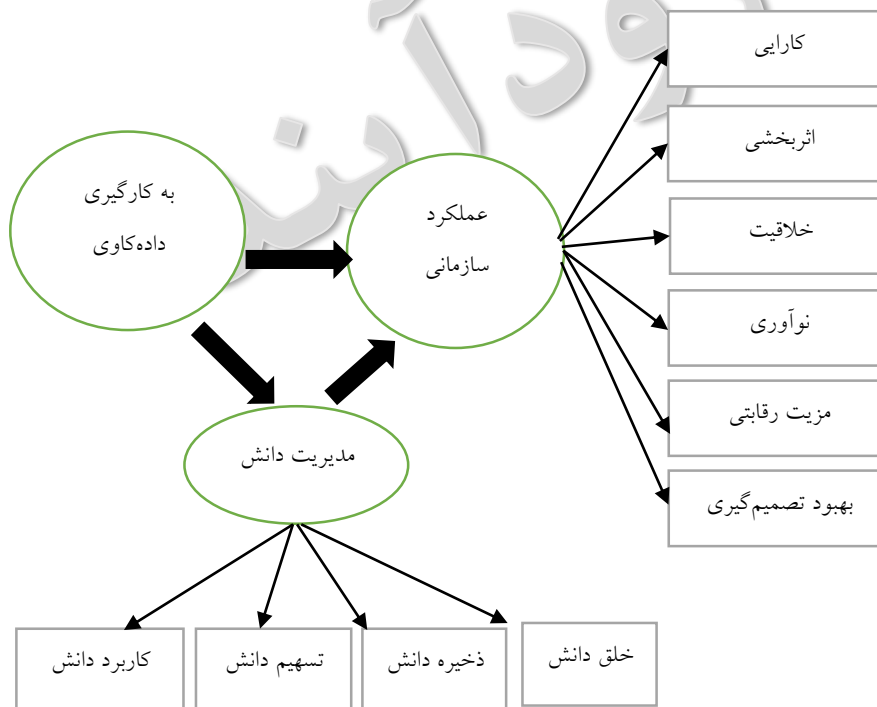 کارایی
اثربخشی
خلاقیت
نوآوری
مزیت رقابتی
بهبود تصمیم‌گیری
به کارگیری
داده‌کاوی
عملکرد
سازمانی
مدیریت دانش
خلق دانش
ذخیره دانش
تسهیم دانش
کاربرد دانش